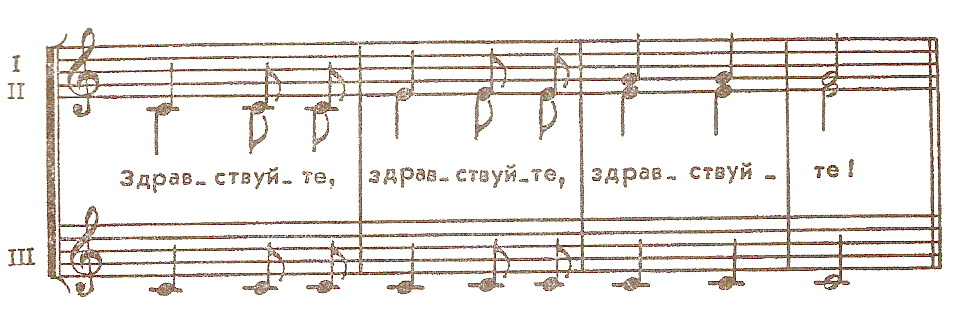 I
II
Здрав- ствуй- те, здрав- ствуй-те, здрав- ствуй - те!
III